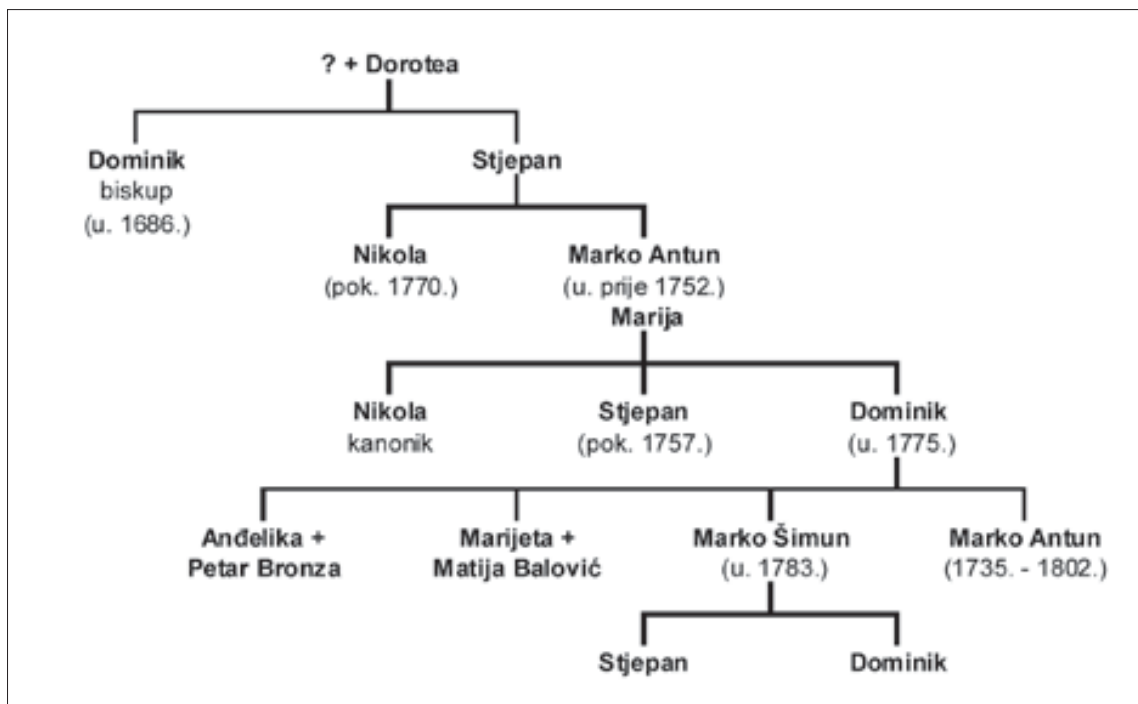 ? + Dorotea
Dominik
biskup
(u. 1686.)
Stjepan
Nikola
(pok. 1770.)
Marko Antun
(u. prije 1752.)
Marija
Nikola
kanonik
Stjepan
(pok. 1757.)
Dominik
(u. 1775.)
Anđelika +
Petar Bronza
Marijeta +
Matija Balović
Marko Šimun
(u. 1783.)
Marko Antun
(1735. - 1802.)
Stjepan
Dominik